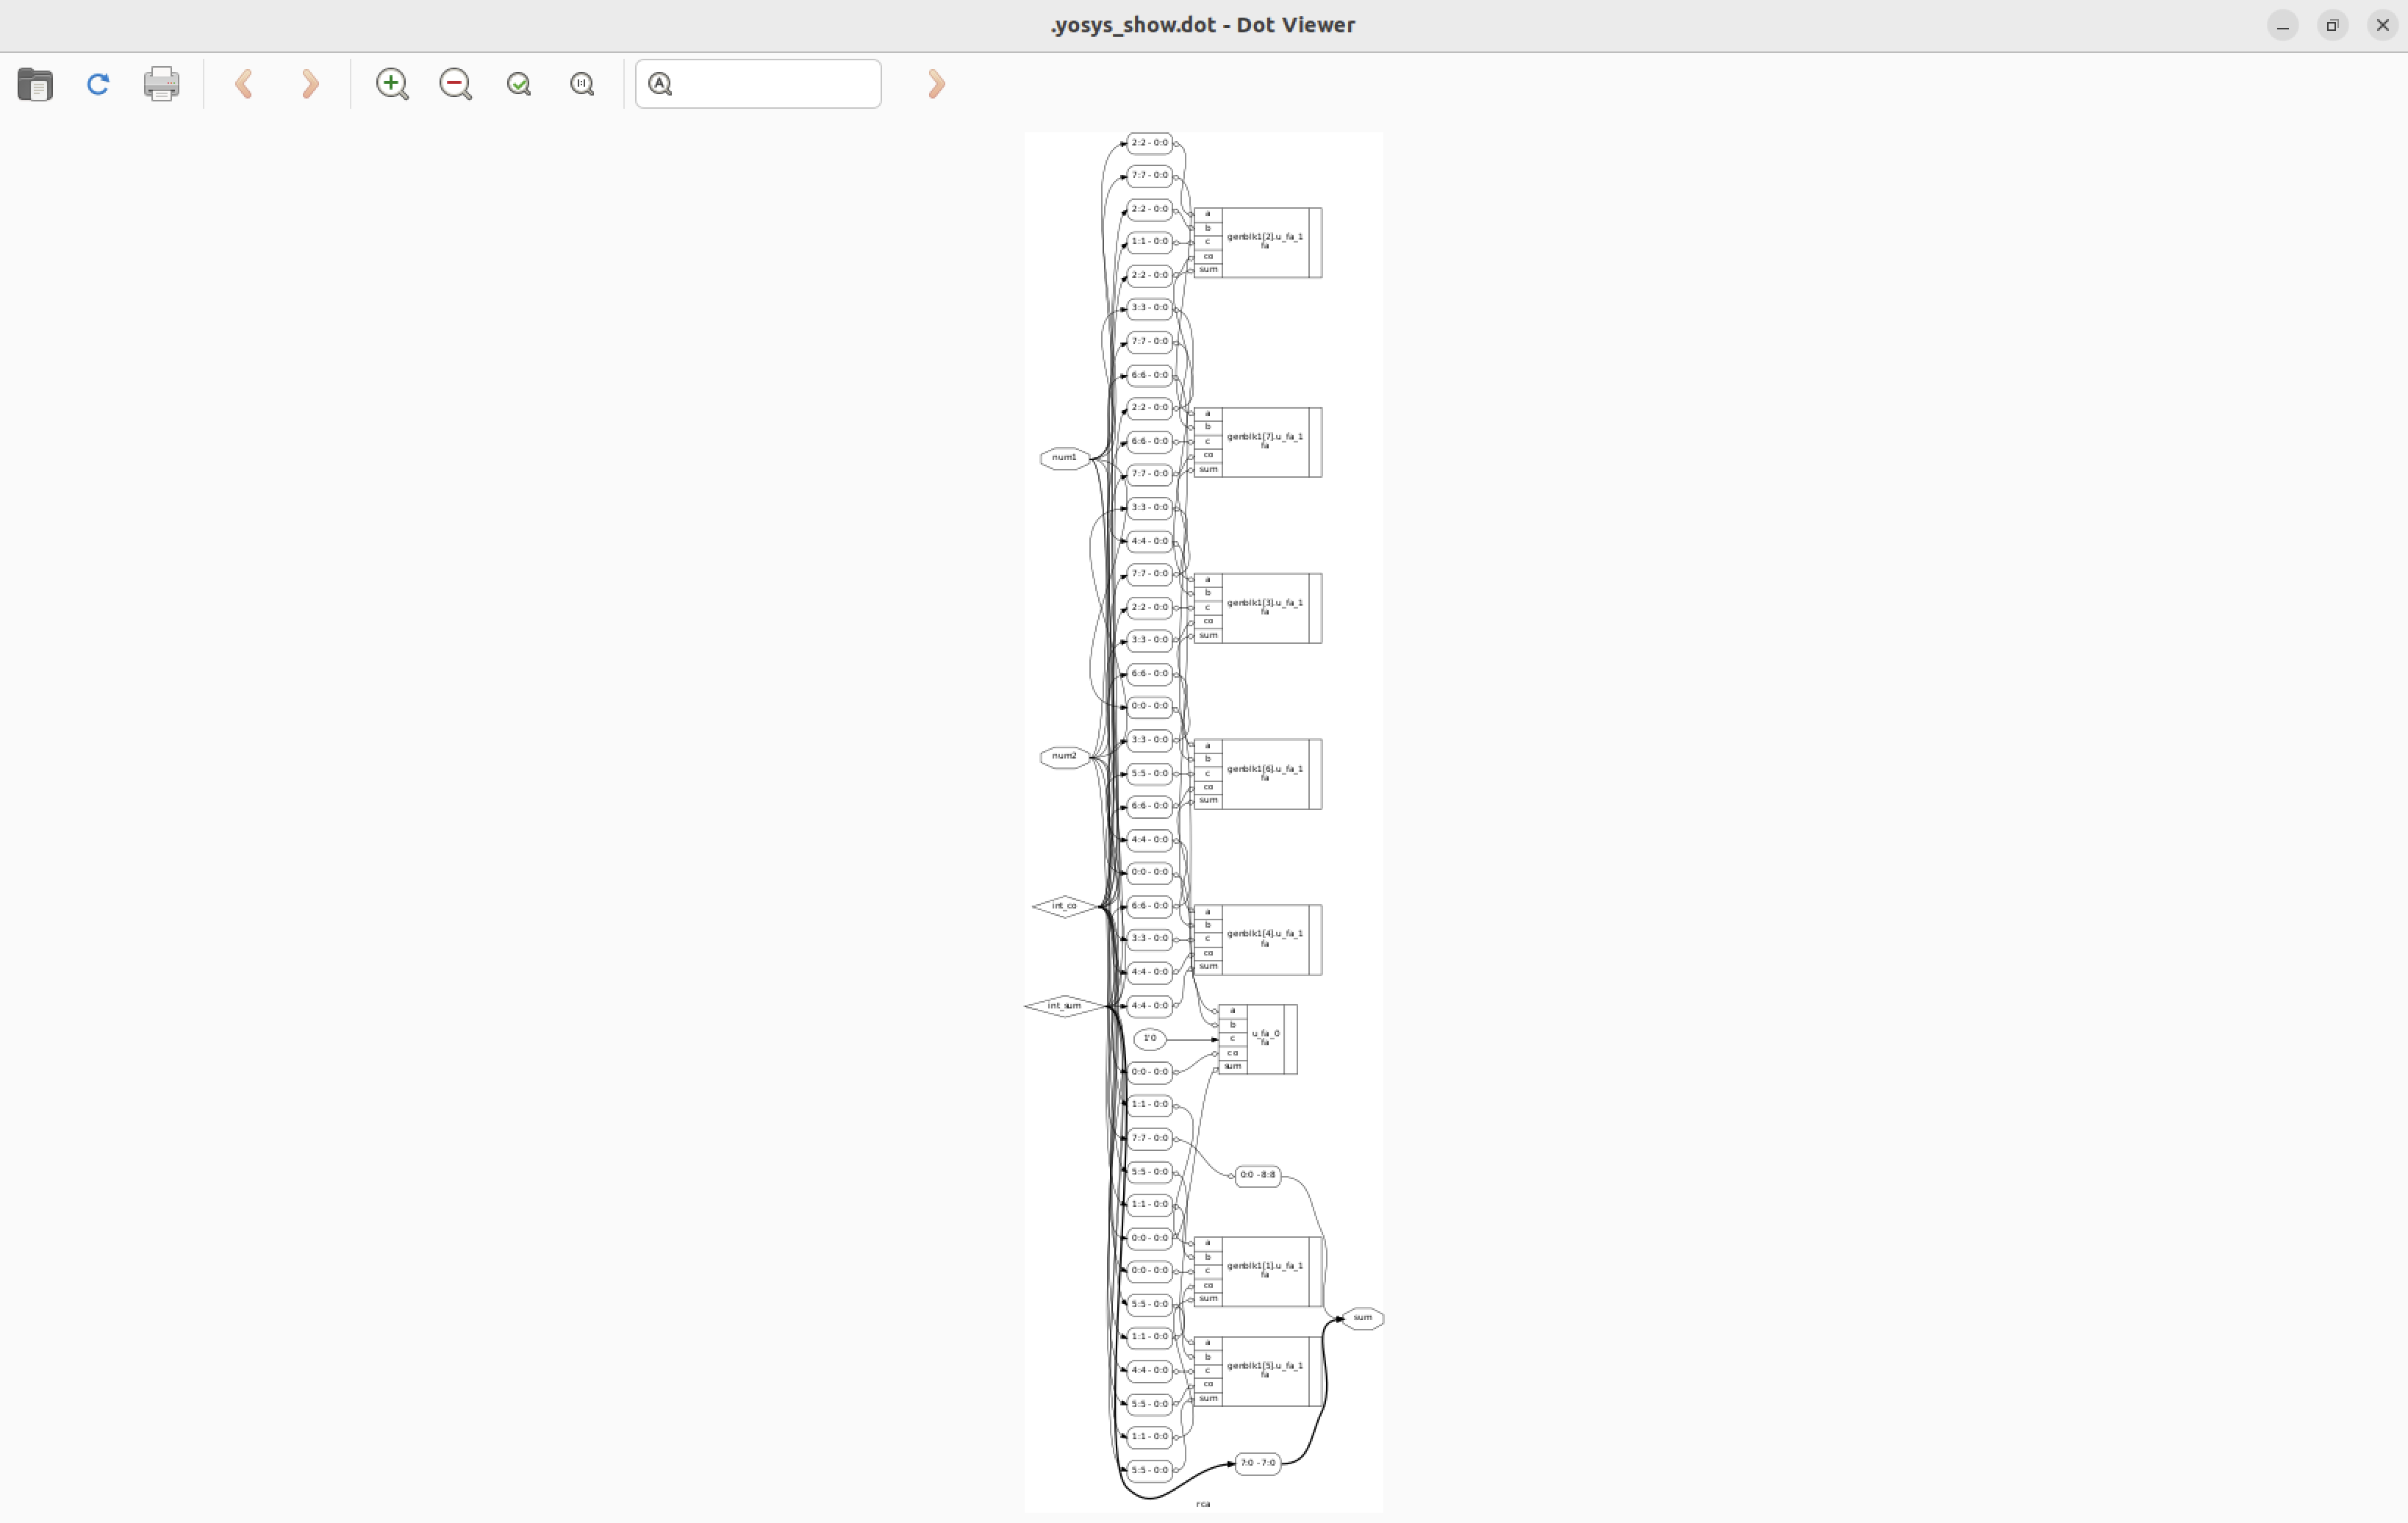 .yosys_show.dot - Dot Viewer
2:2 - 0:0
7:7 - 0:0
2:2 - 0:0
1:1 - 0:0
2:2 - 0:0
a
b
c
co
sum
genblk1[2].u_fa_1
fa
3:3 - 0:0
7:7 - 0:0
6:6 - 0:0
2:2 - 0:0
6:6 - 0:0
7:7 - 0:0
a
b
c
co
sum
genblk1[7].u_fa_1
fa
num1
3:3 - 0:0
4:4 - 0:0
7:7 - 0:0
2:2 - 0:0
3:3 - 0:0
a
b
c
co
sum
genblk1[3].u_fa_1
fa
6:6 - 0:0
0:0 - 0:0
3:3 - 0:0
5:5 - 0:0
6:6 - 0:0
a
b
c
co
sum
genblk1[6].u_fa_1
fa
num2
4:4 - 0:0
0:0 - 0:0
6:6 - 0:0
3:3 - 0:0
4:4 - 0:0
4:4 - 0:0
a
b
c
co
sum
genblk1[4].u_fa_1
fa
int_co
int_sum
1'0
0:0 - 0:0
a
b
c
co
sum
u_fa_0
fa
1:1 - 0:0
7:7 - 0:0
5:5 - 0:0
0:0 - 8:8
1:1 - 0:0
0:0 - 0:0
0:0 - 0:0
5:5 - 0:0
a
b
c
co
sum
genblk1[1].u_fa_1
fa
sum
1:1 - 0:0
4:4 - 0:0
5:5 - 0:0
a
b
c
co
sum
genblk1[5].u_fa_1
fa
1:1 - 0:0
5:5 - 0:0
7:0 - 7:0
rca